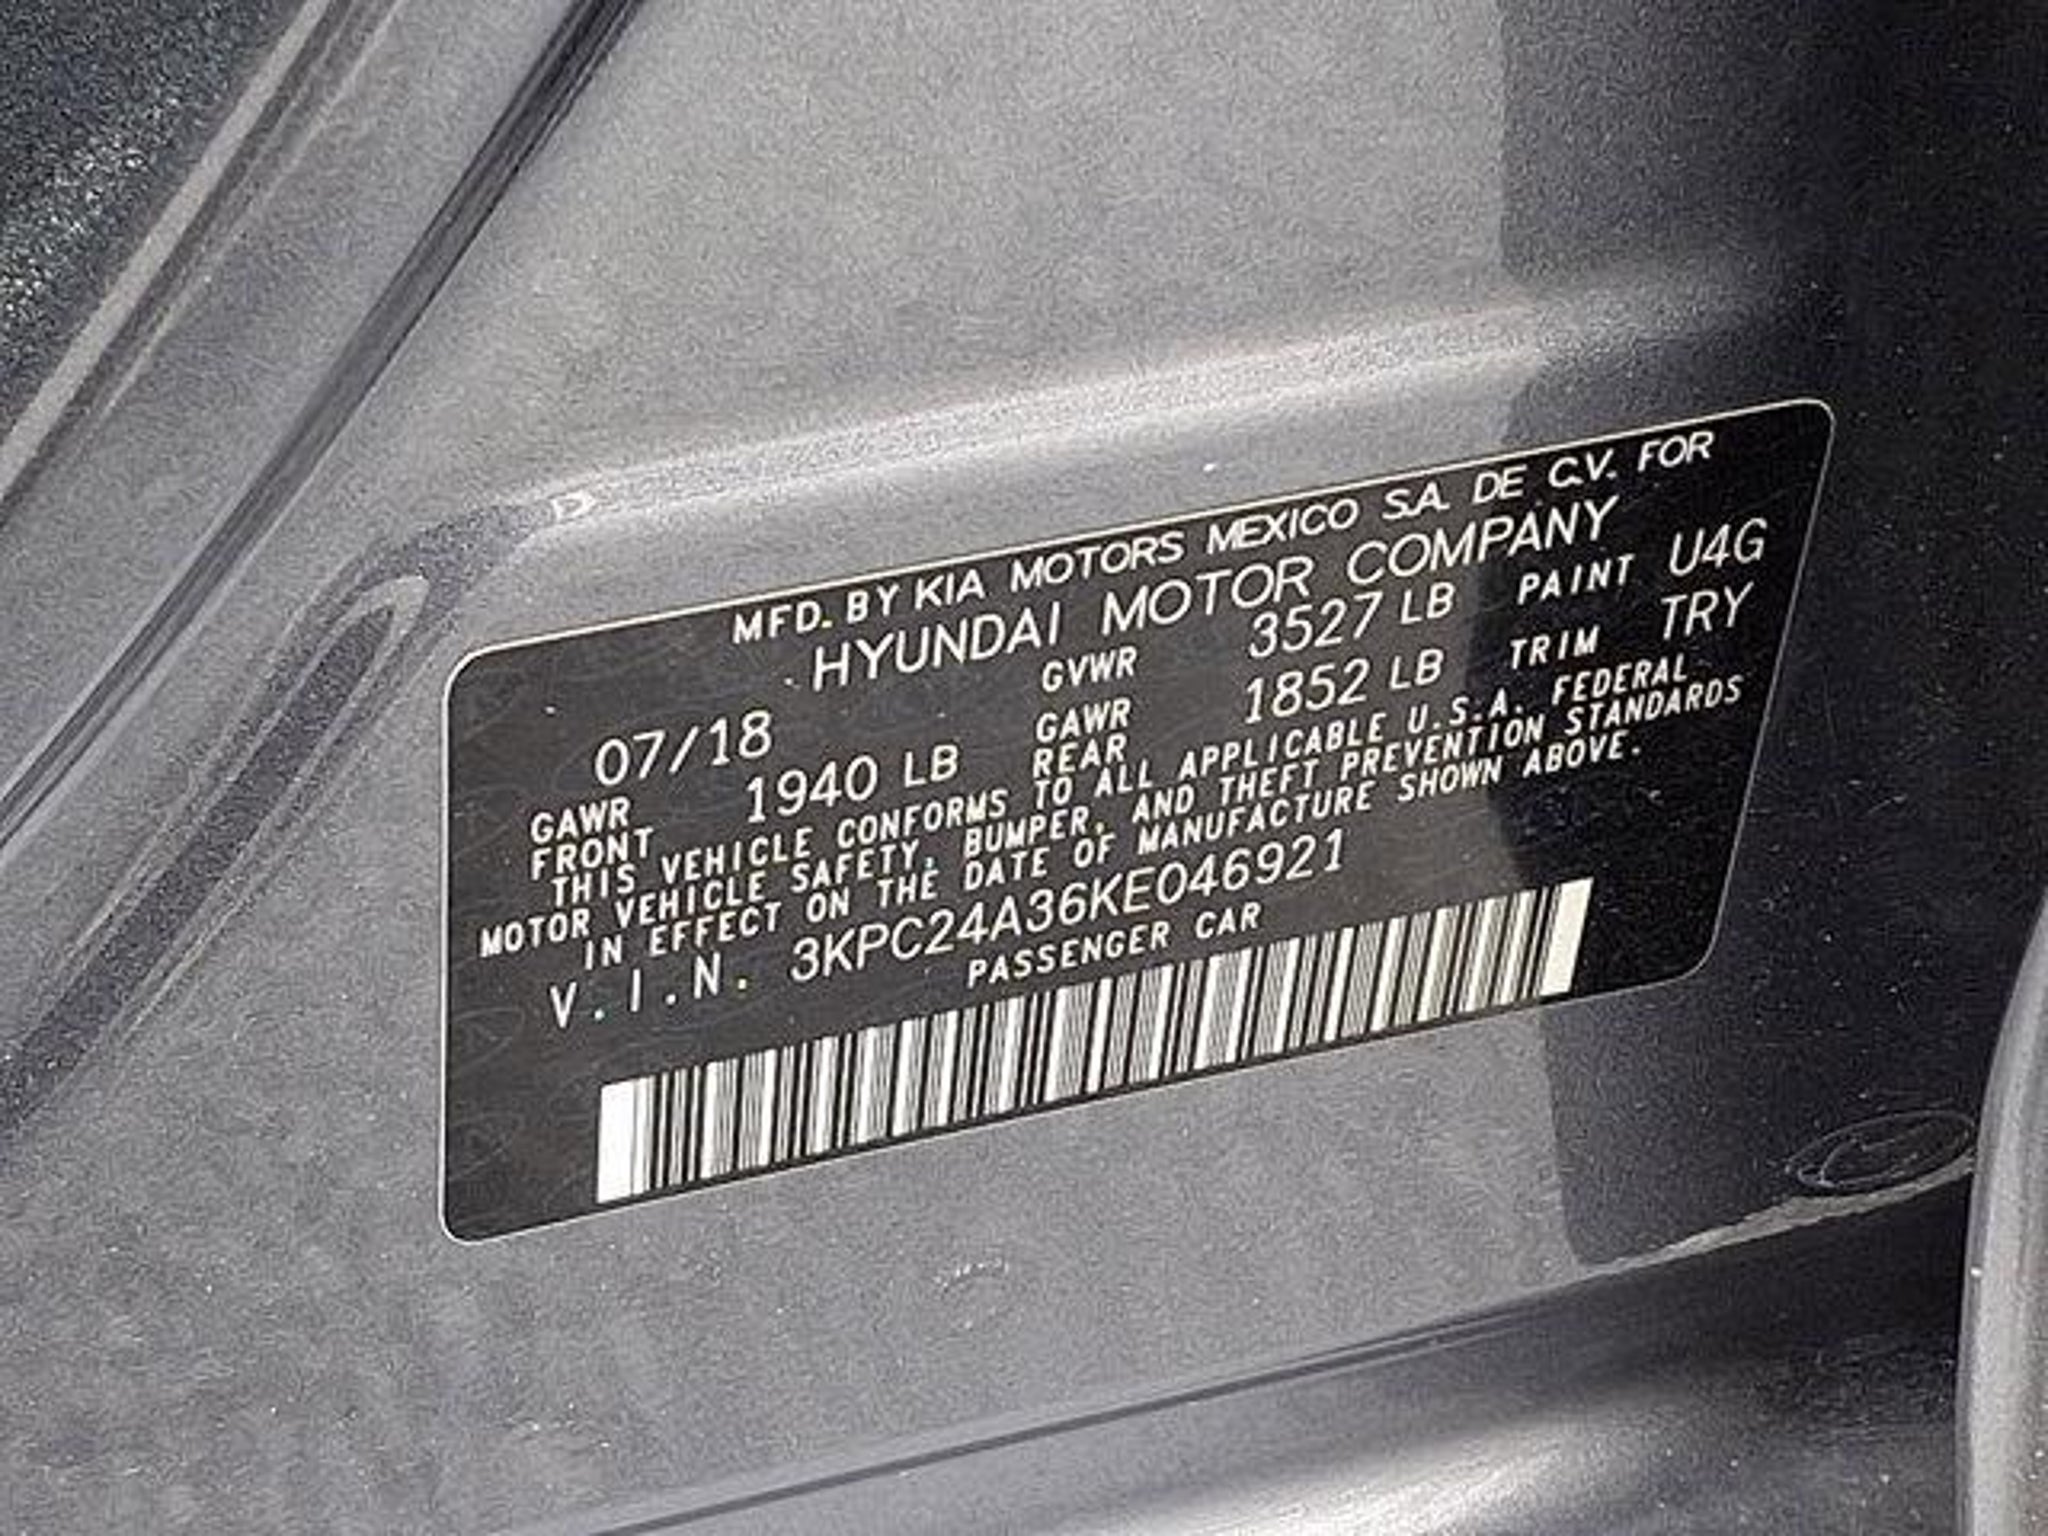 MFD. BY KIA MOTORS MEXICO S.A. DE C.V. FOR
HYUNDAI MOTOR COMPANY
07/18 GVWR 3527 LB PAINT U4G
GAWR FRONT 1940 LB GAWR REAR 1852 LB TRIM TRY
THIS VEHICLE CONFORMS TO ALL APPLICABLE U.S.A. FEDERAL
MOTOR VEHICLE SAFETY, BUMPER, AND THEFT PREVENTION STANDARDS
IN EFFECT ON THE DATE OF MANUFACTURE SHOWN ABOVE.
V.I.N. 3KPC24A36KE046921
PASSENGER CAR